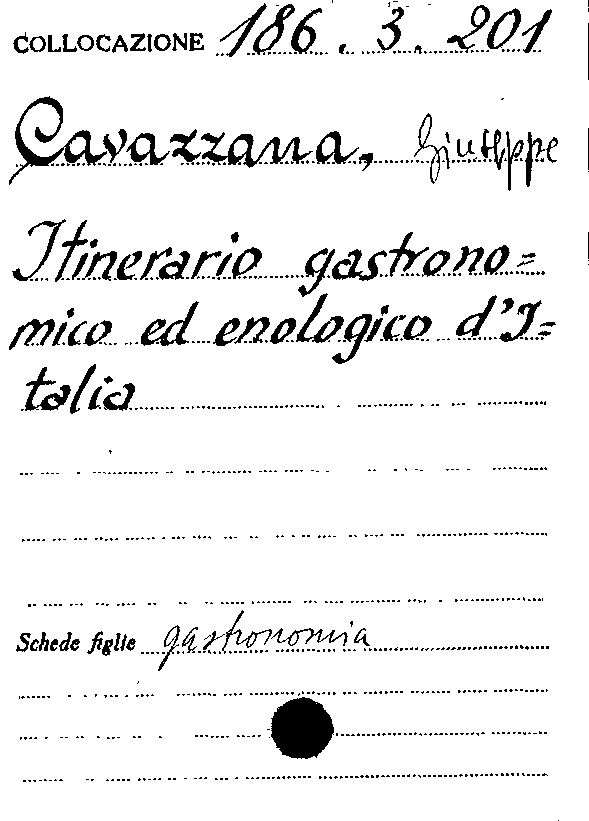 COLLOCAZIONE 186.3.201
Cavazzana, Giuseppe
Itinerario gastrono=
mico ed enologico d'I=
talia
Schede figlie gastronomia